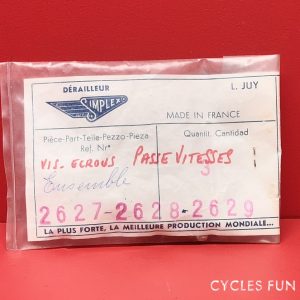 DÉRAILLEUR
SIMPLEX
L. JUY
MADE IN FRANCE
Pièce-Part-Teile-Pezzo-Pieza
Quantit. Cantidad
Ref. Nr°
VIS- ECROUS PASSE VITESSES
Ensemble 3
2627-2628-2629
LA PLUS FORTE, LA MEILLEURE PRODUCTION MONDIALE...
CYCLES FUN